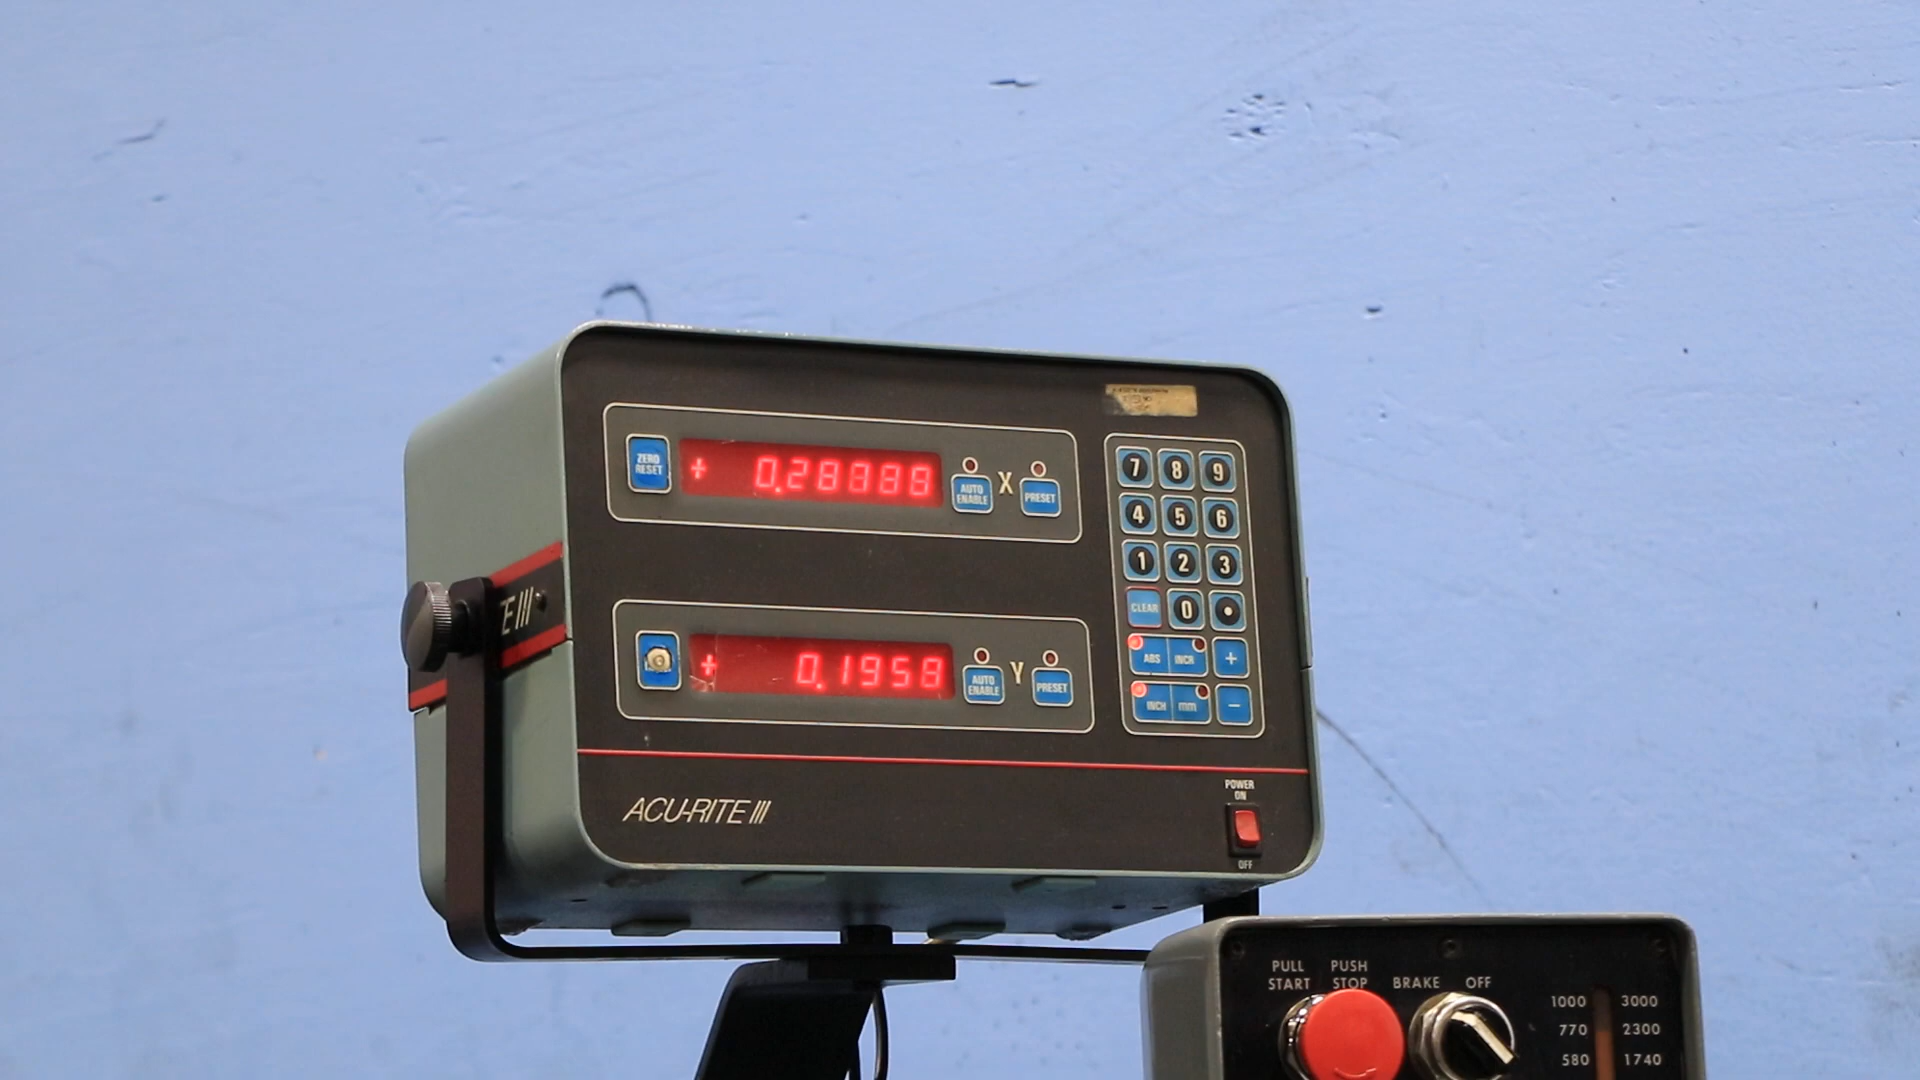 ZERO
RESET
+ 0.28888
AUTO
ENABLE
X
PRESET
+ 0.1958
AUTO
ENABLE
Y
PRESET
7 8 9
4 5 6
1 2 3
CLEAR 0 •
ABS INCR +
INCH mm −
E III
ACU-RITE III
POWER
ON
OFF
PULL
START
PUSH
STOP
BRAKE OFF
1000 3000
770 2300
580 1740